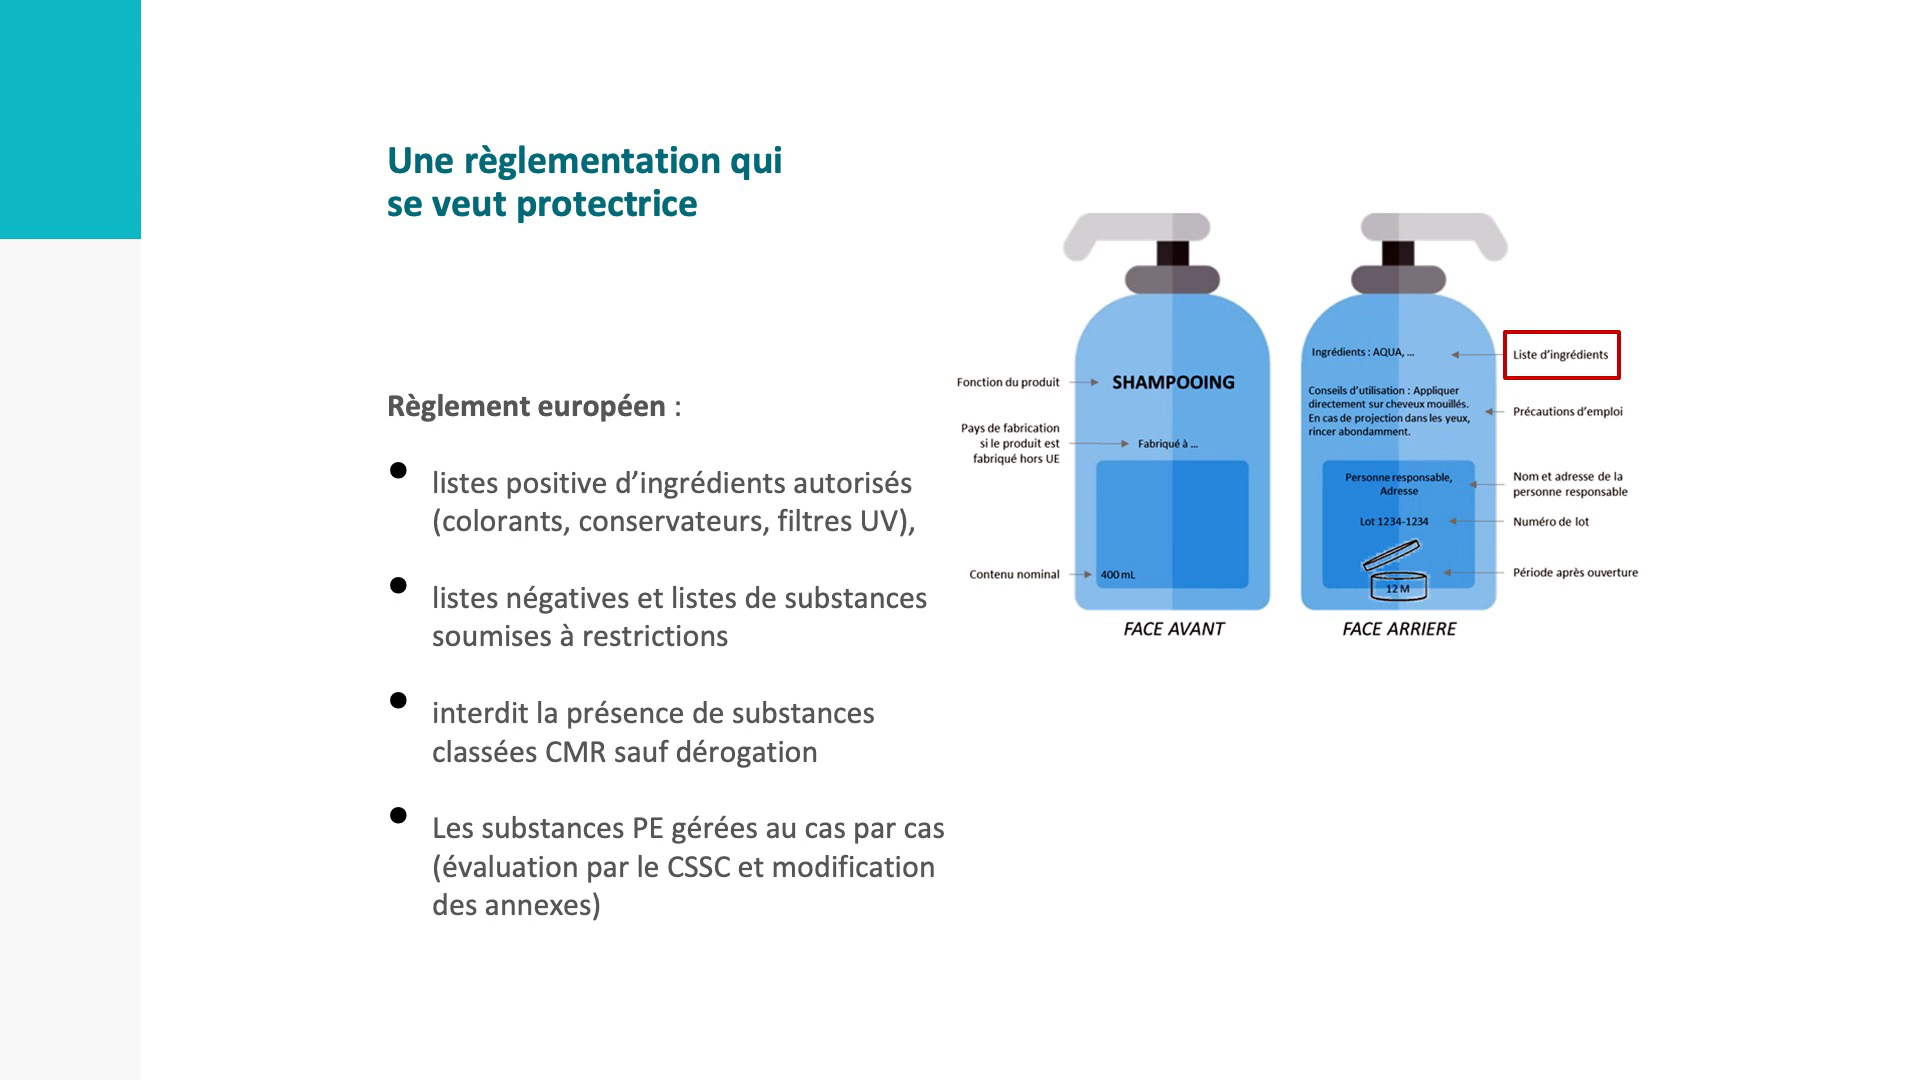 Une règlementation qui
se veut protectrice
Règlement européen :
• listes positive d’ingrédients autorisés
(colorants, conservateurs, filtres UV),
• listes négatives et listes de substances
soumises à restrictions
• interdit la présence de substances
classées CMR sauf dérogation
• Les substances PE gérées au cas par cas
(évaluation par le CSSC et modification
des annexes)
Fonction du produit
SHAMPOOING
Pays de fabrication
si le produit est
fabriqué hors UE
Fabriqué à ...
Contenu nominal
400 mL
FACE AVANT
Ingrédients : AQUA, ...
Liste d’ingrédients
Conseils d’utilisation : Appliquer
directement sur cheveux mouillés.
En cas de projection dans les yeux,
rincer abondamment.
Précautions d’emploi
Personne responsable,
Adresse
Nom et adresse de la
personne responsable
Lot 1234-1234
Numéro de lot
12 M
Période après ouverture
FACE ARRIERE